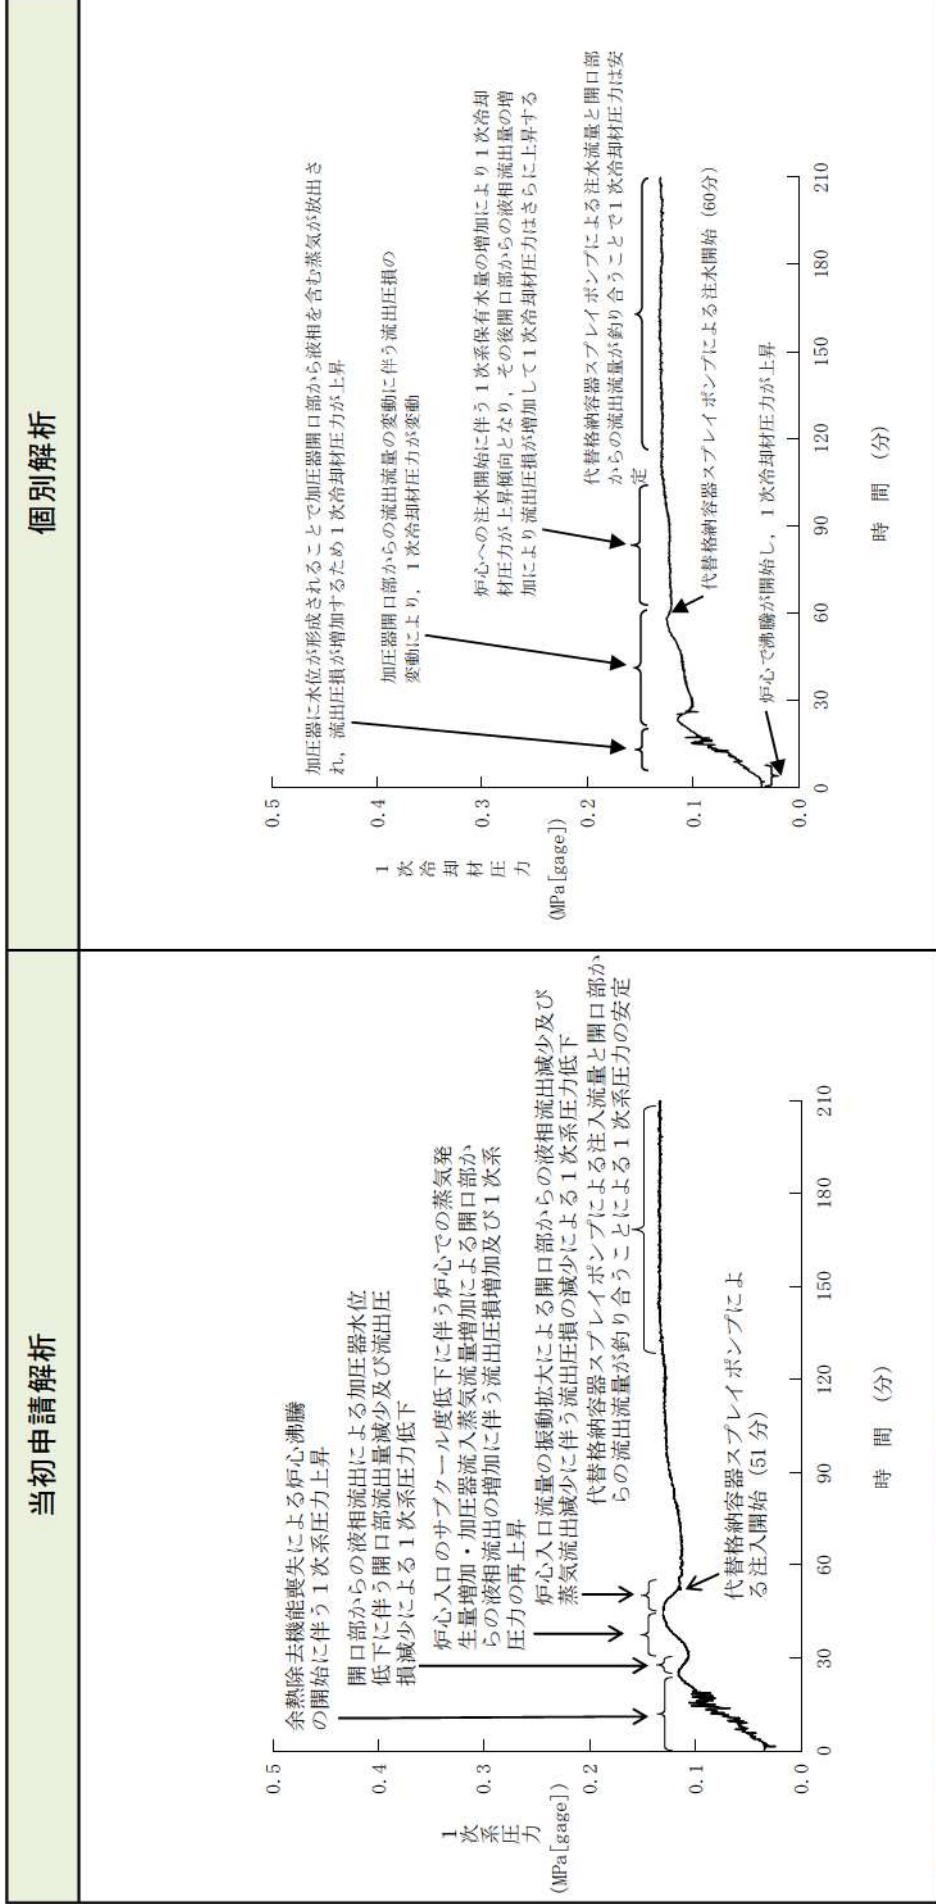 当初申請解析
余熱除去機能喪失による炉心沸騰
の開始に伴う1次系圧力上昇
開口部からの液相流出による加圧器水位
低下に伴う開口部流出量減少及び流出圧
損減少による1次系圧力低下
炉心入口のサブクール度低下に伴う炉心での蒸気発
生量増加・加圧器流入蒸気流量増加による開口部か
らの液相流出の増加に伴う流出圧損増加及び1次系
圧力の再上昇
炉心入口流量の振動拡大による開口部からの液相流出減少及び
蒸気流出減少に伴う流出圧損の減少による1次系圧力低下
代替格納容器スプレイポンプによる注入流量と開口部か
らの流出流量が釣り合うことによる1次系圧力の安定
代替格納容器スプレイポンプによ
る注入開始（51 分）
1次系圧力
(MPa[gage])
0.5
0.4
0.3
0.2
0.1
0.0
0 30 60 90 120 150 180 210
時 間 （分）
個別解析
加圧器に水位が形成されることで加圧器開口部から液相を含む蒸気が放出さ
れ，流出圧損が増加するため1次冷却材圧力が上昇
加圧器開口部からの流出流量の変動に伴う流出圧損の
変動により，1次冷却材圧力が変動
炉心への注水開始に伴う1次系保有水量の増加により1次冷却
材圧力が上昇傾向となり，その後開口部からの液相流出量の増
加により流出圧損が増加して1次冷却材圧力はさらに上昇する
代替格納容器スプレイポンプによる注水流量と開口部
からの流出流量が釣り合うことで1次冷却材圧力は安
定
代替格納容器スプレイポンプによる注水開始（60分）
炉心で沸騰が開始し，1次冷却材圧力が上昇
1次冷却材圧力
(MPa[gage])
0.5
0.4
0.3
0.2
0.1
0.0
0 30 60 90 120 150 180 210
時 間 （分）